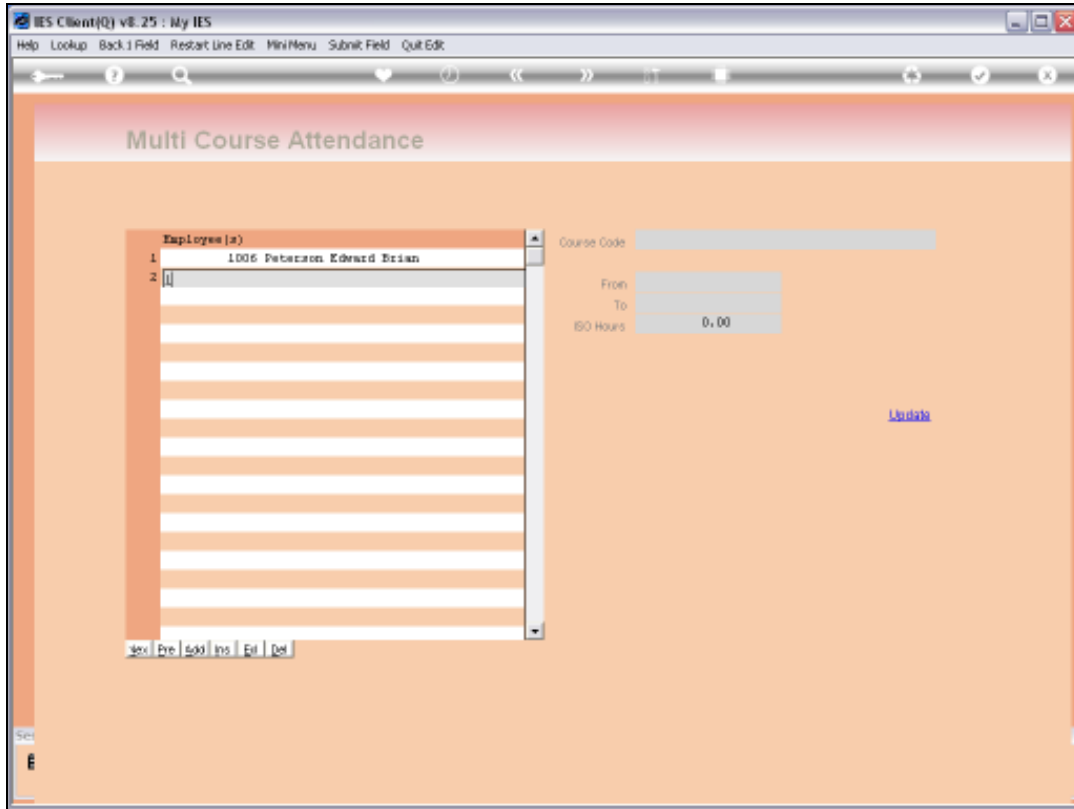 IES Client(Q) v8.25 : My IES
Help Lookup Back 1 Field Restart Line Edit MiniMenu Submit Field Quit Edit
Multi Course Attendance
Employee(s)
1 1006 Peterson Edward Brian
2
Course Code
From
To
ISO Hours 0.00
Update
Nex Pre Add Ins Del